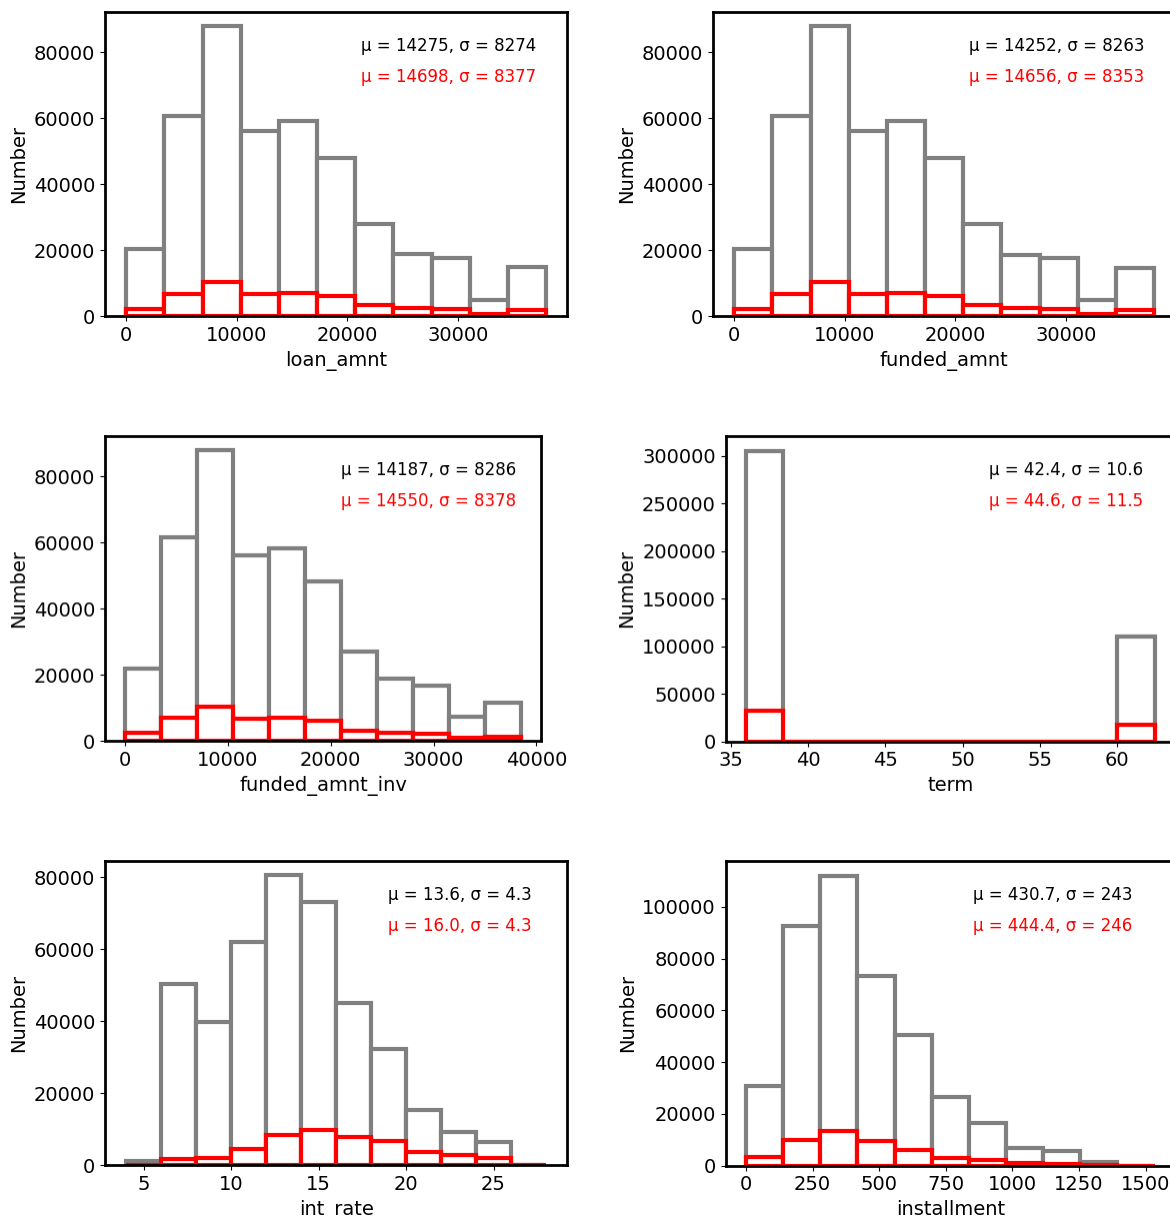 80000
60000
40000
20000
0
Number
μ = 14275, σ = 8274
μ = 14698, σ = 8377
0 10000 20000 30000
loan_amnt
80000
60000
40000
20000
0
Number
μ = 14252, σ = 8263
μ = 14656, σ = 8353
0 10000 20000 30000
funded_amnt
80000
60000
40000
20000
0
Number
μ = 14187, σ = 8286
μ = 14550, σ = 8378
0 10000 20000 30000 40000
funded_amnt_inv
300000
250000
200000
150000
100000
50000
0
Number
μ = 42.4, σ = 10.6
μ = 44.6, σ = 11.5
35 40 45 50 55 60
term
80000
60000
40000
20000
0
Number
μ = 13.6, σ = 4.3
μ = 16.0, σ = 4.3
5 10 15 20 25
int_rate
100000
80000
60000
40000
20000
0
Number
μ = 430.7, σ = 243
μ = 444.4, σ = 246
0 250 500 750 1000 1250 1500
installment